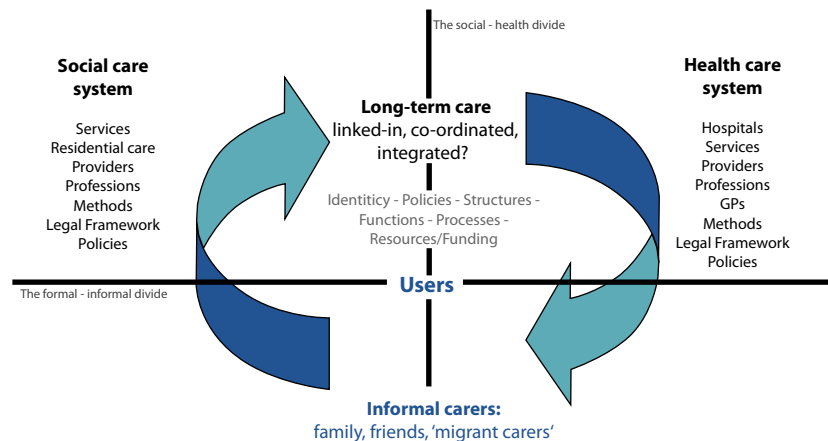 The social - health divide
Social care
system
Services
Residential care
Providers
Professions
Methods
Legal Framework
Policies
Long-term care
linked-in, co-ordinated,
integrated?
Identiticy - Policies - Structures -
Functions - Processes -
Resources/Funding
Health care
system
Hospitals
Services
Providers
Professions
GPs
Methods
Legal Framework
Policies
Users
The formal - informal divide
Informal carers:
family, friends, ‘migrant carers‘